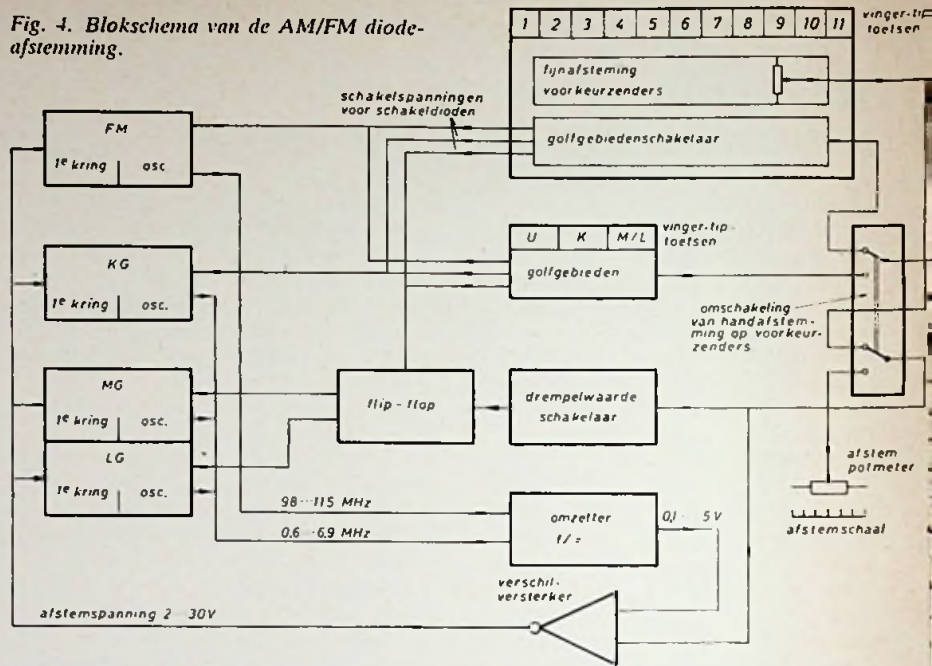 Fig. 4. Blokschema van de AM/FM diode-
afstemming.
1 2 3 4 5 6 7 8 9 10 11
vinger-tip
toetsen
fijnafsteming
voorkeurzenders
schakelspanningen
voor schakeldioden
golfgebiedenschakelaar
FM
1e kring osc
KG
1e kring osc.
U K M/L
vinger-tip-
toetsen
golfgebieden
omschakeling
van handafstem-
ming op voorkeur-
zenders
MG
1e kring osc.
LG
1e kring osc.
flip-flop
drempelwaarde
schakelaar
afstem
potmeter
afstemschaal
98...115 MHz
0.6...6.9 MHz
omzetter
f/=
0,1...5 V
verschil-
versterker
afstemspanning 2...30V